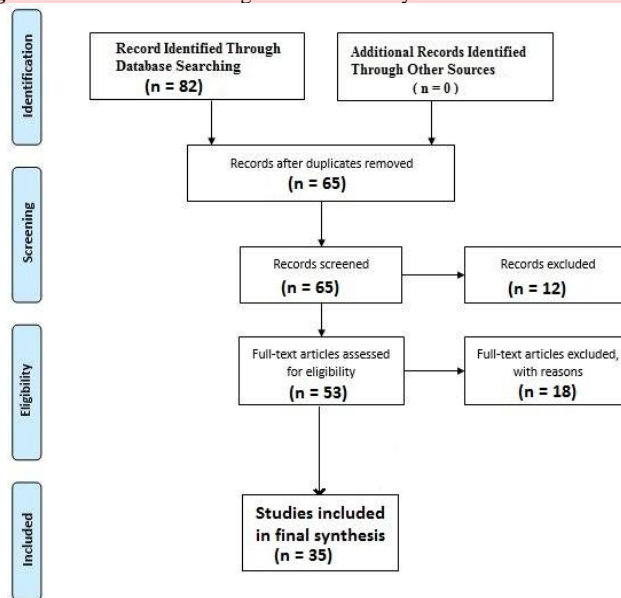 Identification
Record Identified Through
Database Searching
(n = 82)
Additional Records Identified
Through Other Sources
( n = 0 )
Records after duplicates removed
(n = 65)
Screening
Records screened
(n = 65)
Records excluded
(n = 12)
Eligibility
Full-text articles assessed
for eligibility
(n = 53)
Full-text articles excluded,
with reasons
(n = 18)
Included
Studies included
in final synthesis
(n = 35)